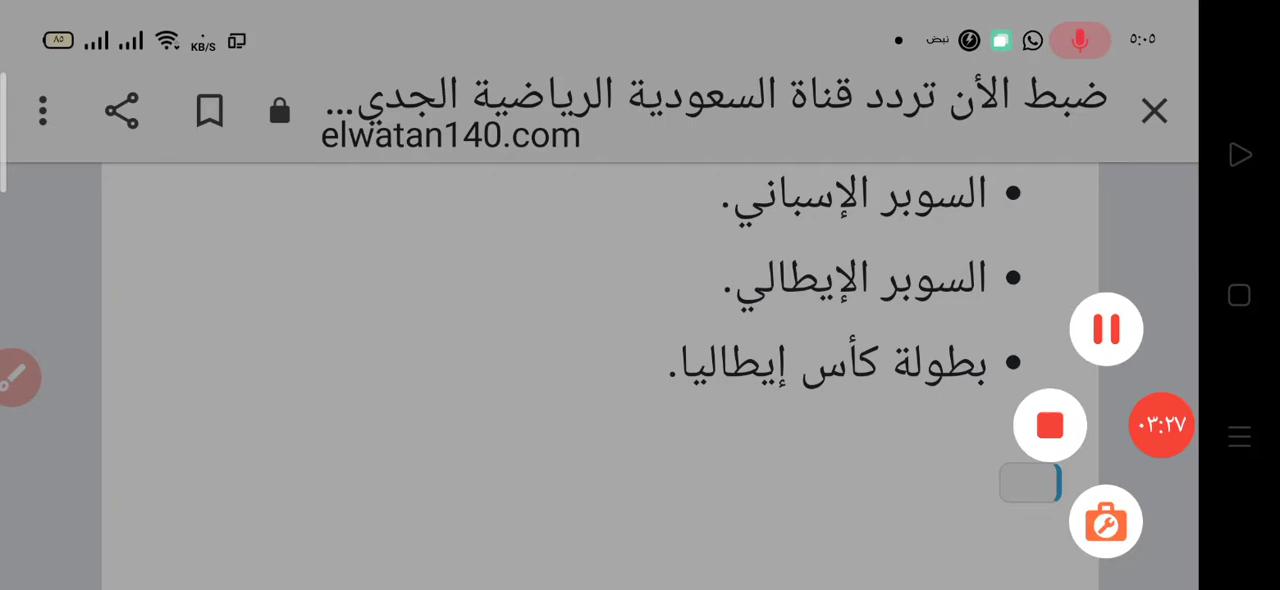 ٨٥
KB/S
نبض
٥:٠٥
ضبط الأن تردد قناة السعودية الرياضية الجدي...
elwatan140.com
• السوبر الإسباني.
• السوبر الإيطالي.
• بطولة كأس إيطاليا.
٠٣:٢٧